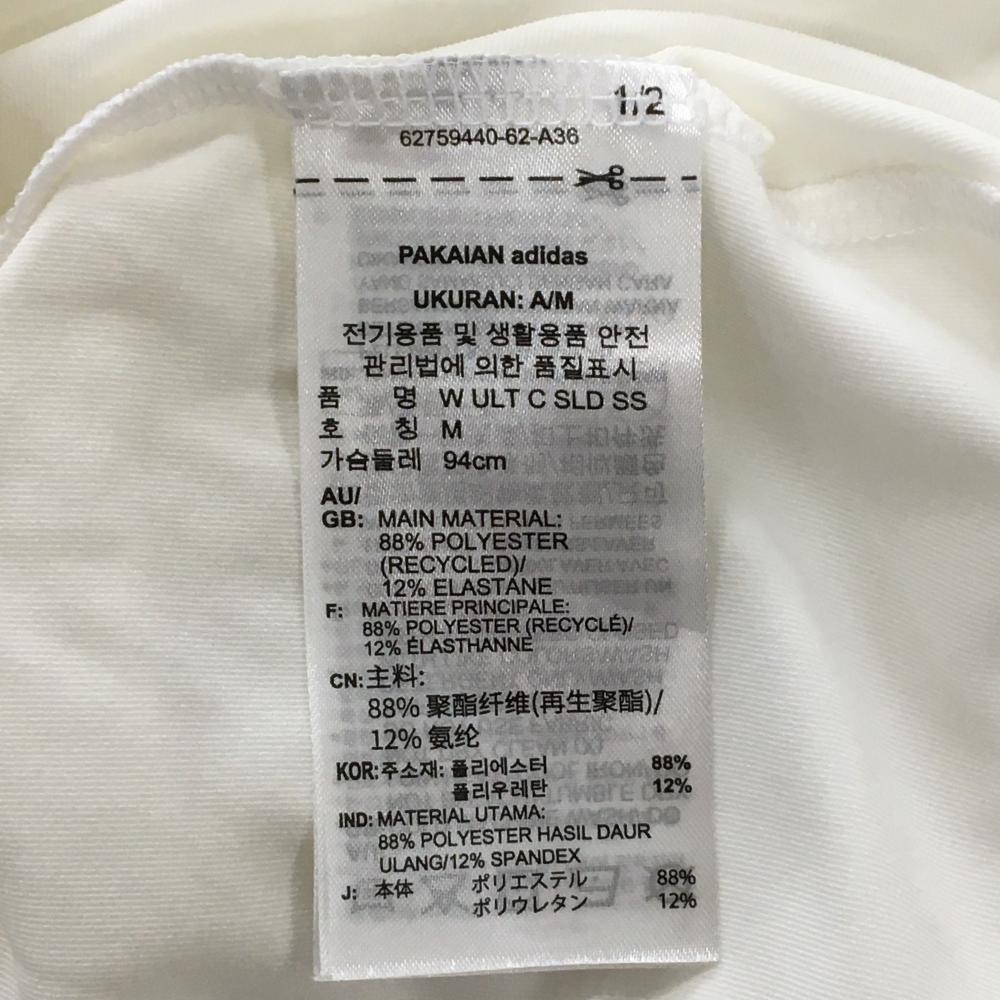 1/2
62759440-62-A36
PAKAIAN adidas
UKURAN: A/M
전기용품 및 생활용품 안전
관리법에 의한 품질표시
품 명 W ULT C SLD SS
호 칭 M
가슴둘레 94cm
AU/
GB: MAIN MATERIAL:
88% POLYESTER
(RECYCLED)/
12% ELASTANE
F: MATIERE PRINCIPALE:
88% POLYESTER (RECYCLÉ)/
12% ÉLASTHANNE
CN:主料:
88% 聚酯纤维(再生聚酯)/
12% 氨纶
KOR:주소재: 폴리에스터 88%
폴리우레탄 12%
IND: MATERIAL UTAMA:
88% POLYESTER HASIL DAUR
ULANG/12% SPANDEX
J: 本体 ポリエステル 88%
ポリウレタン 12%